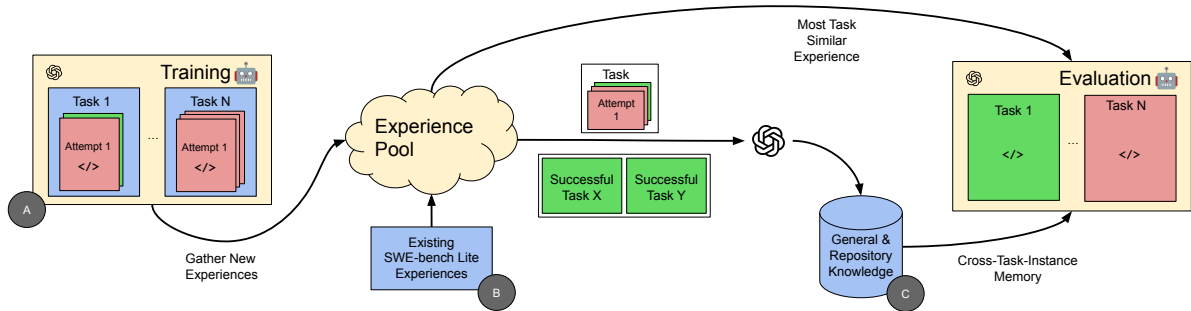 Most Task
Similar
Experience
Training
Task 1
Attempt 1
</>
...
Task N
Attempt 1
</>
A
Gather New
Experiences
Experience
Pool
Existing
SWE-bench Lite
Experiences
B
Task
Attempt
1
Successful
Task X
Successful
Task Y
General &
Repository
Knowledge
C
Cross-Task-Instance
Memory
Evaluation
Task 1
</>
...
Task N
</>